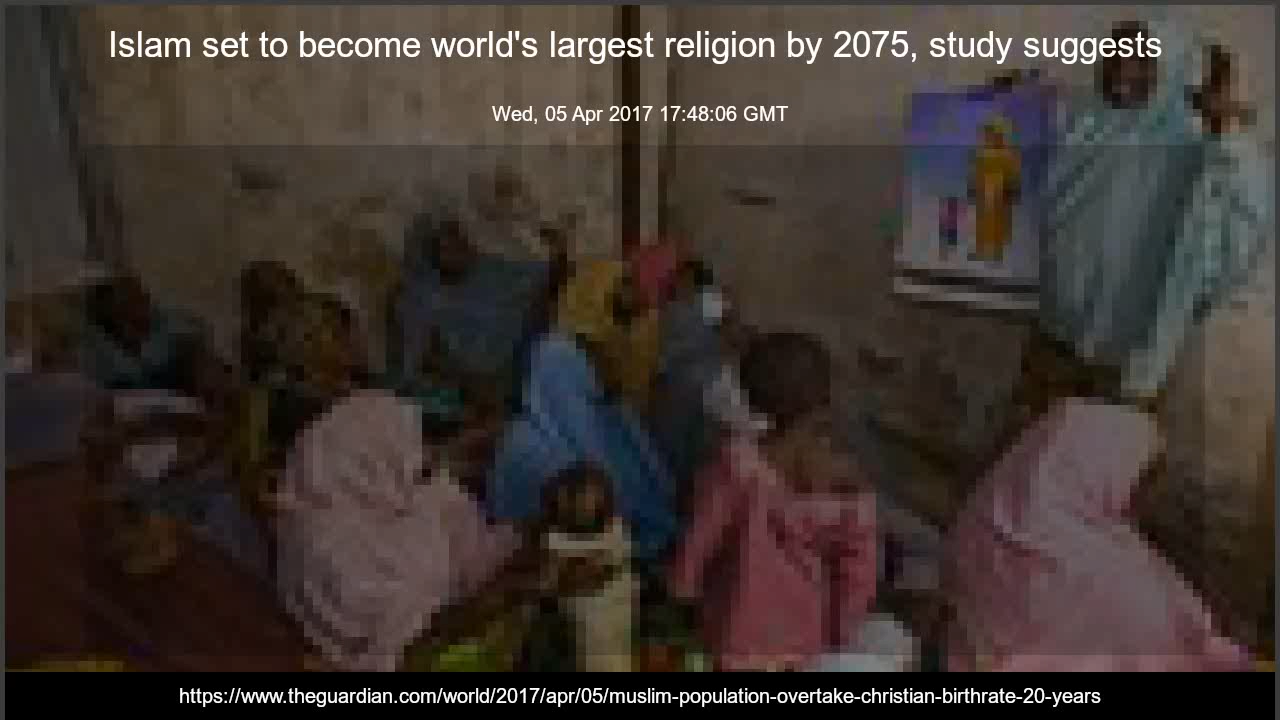 Islam set to become world's largest religion by 2075, study suggests
Wed, 05 Apr 2017 17:48:06 GMT
https://www.theguardian.com/world/2017/apr/05/muslim-population-overtake-christian-birthrate-20-years